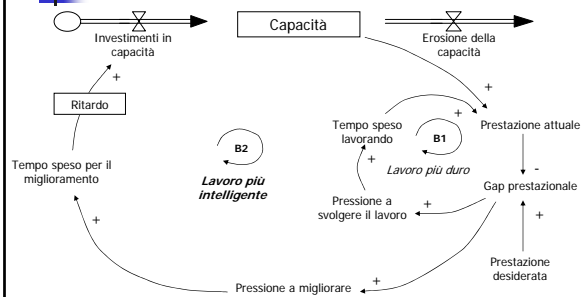 Capacità
Investimenti in
capacità
Erosione della
capacità
+
+
Ritardo
Tempo speso
lavorando
+
B1
Prestazione attuale
B2
Lavoro più duro
+
-
Tempo speso per il
miglioramento
Lavoro più
intelligente
Gap prestazionale
Pressione a
svolgere il lavoro
+
+
+
Prestazione
desiderata
Pressione a migliorare
+